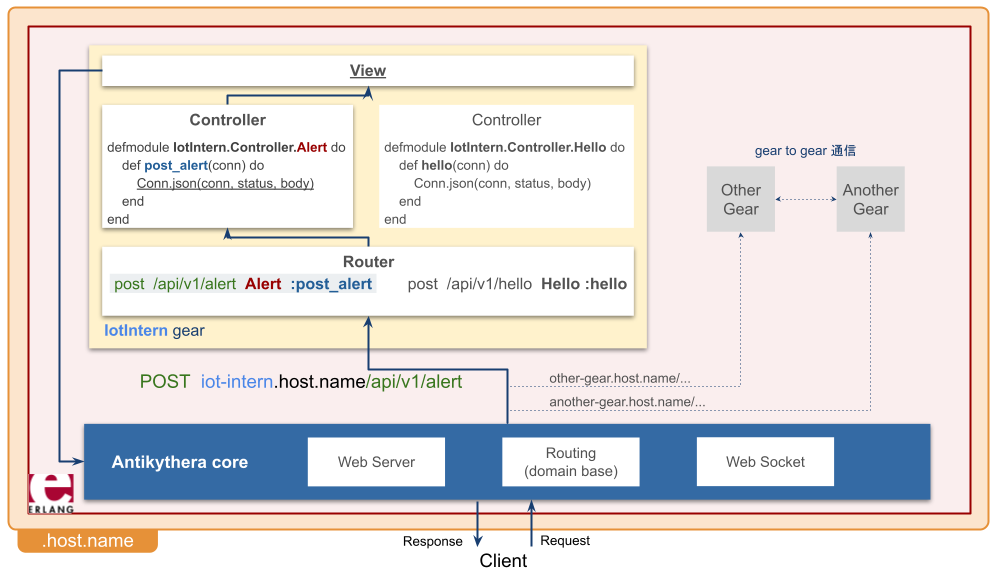 View
Controller
defmodule IotIntern.Controller.Alert do
def post_alert(conn) do
Conn.json(conn, status, body)
end
end
Controller
defmodule IotIntern.Controller.Hello do
def hello(conn) do
Conn.json(conn, status, body)
end
end
Router
post /api/v1/alert Alert :post_alert
post /api/v1/hello Hello :hello
IotIntern gear
gear to gear 通信
Other
Gear
Another
Gear
POST iot-intern.host.name/api/v1/alert
other-gear.host.name/...
another-gear.host.name/...
Antikythera core
Web Server
Routing
(domain base)
Web Socket
e
ERLANG
.host.name
Response
Request
Client